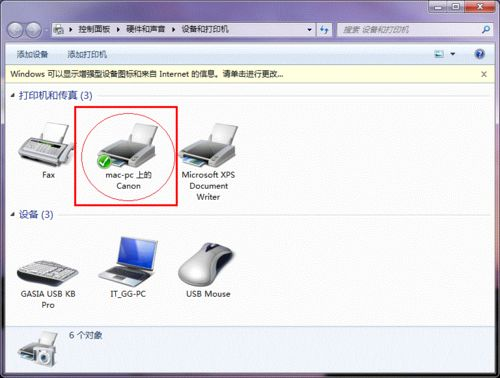 控制面板 ▸ 硬件和声音 ▸ 设备和打印机
搜索 设备和打印机
添加设备 添加打印机
Windows 可以显示增强型设备图标和来自 Internet 的信息。请单击进行更改...
打印机和传真 (3)
Fax
mac-pc 上的
Canon
Microsoft XPS
Document
Writer
设备 (3)
GASIA USB KB
Pro
IT_GG-PC
USB Mouse
6 个对象